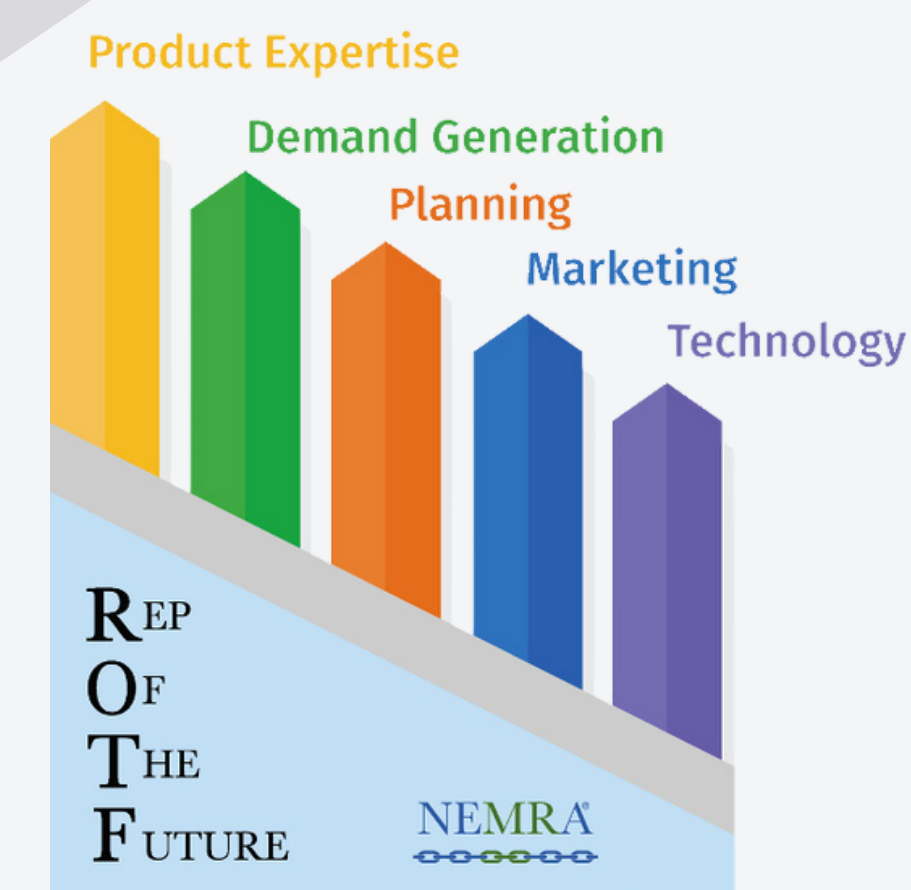 Product Expertise
Demand Generation
Planning
Marketing
Technology
REP
OF
THE
FUTURE
NEMRA®